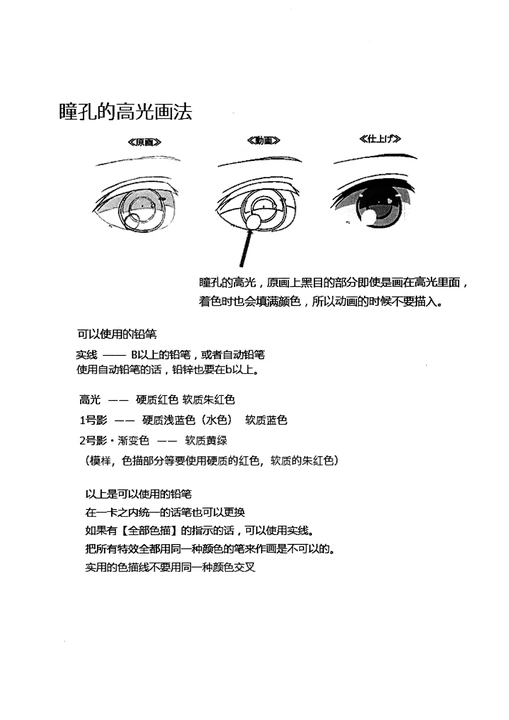 瞳孔的高光画法
《原画》 《動画》 《仕上げ》
瞳孔的高光，原画上黑目的部分即使是画在高光里面，
着色时也会填满颜色，所以动画的时候不要描入。
可以使用的铅笔
实线 —— B以上的铅笔，或者自动铅笔
使用自动铅笔的话，铅锌也要在b以上。
高光 —— 硬质红色 软质朱红色
1号影 —— 硬质浅蓝色（水色） 软质蓝色
2号影·渐变色 —— 软质黄绿
（模样，色描部分等要使用硬质的红色，软质的朱红色）
以上是可以使用的铅笔
在一卡之内统一的话笔也可以更换
如果有【全部色描】的指示的话，可以使用实线。
把所有特效全都用同一种颜色的笔来作画是不可以的。
实用的色描线不要用同一种颜色交叉